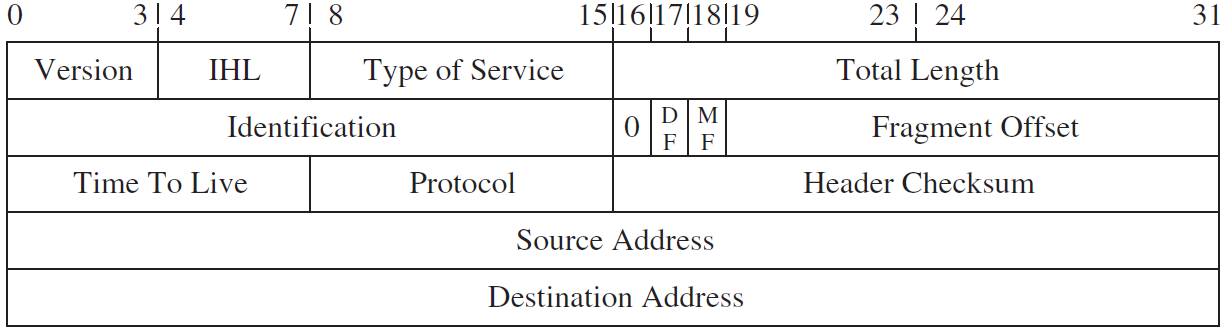 0 3 4 7 8 15 16 17 18 19 23 24 31
Version IHL Type of Service Total Length
Identification 0 D F M F Fragment Offset
Time To Live Protocol Header Checksum
Source Address
Destination Address